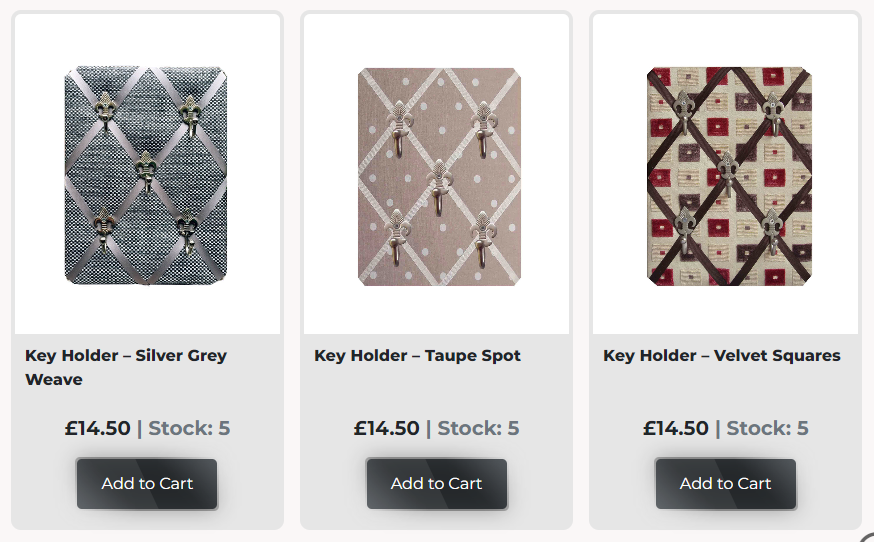 Key Holder – Silver Grey
Weave
£14.50 | Stock: 5
Add to Cart
Key Holder – Taupe Spot
£14.50 | Stock: 5
Add to Cart
Key Holder – Velvet Squares
£14.50 | Stock: 5
Add to Cart